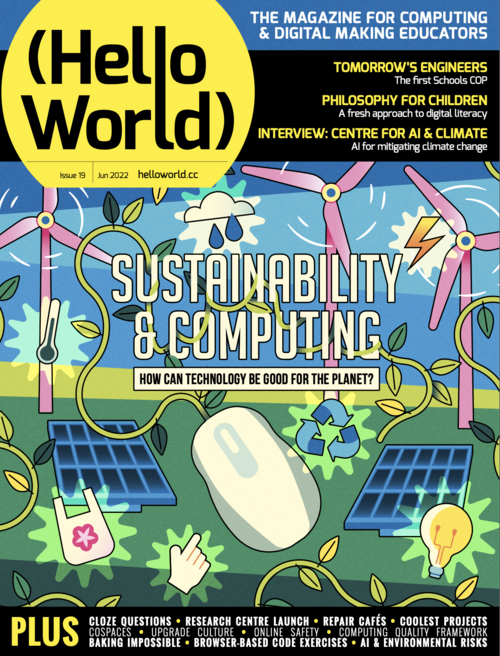 (Hello
World)
Issue 19
Jun 2022
helloworld.cc
THE MAGAZINE FOR COMPUTING
& DIGITAL MAKING EDUCATORS
TOMORROW'S ENGINEERS
The first Schools COP
PHILOSOPHY FOR CHILDREN
A fresh approach to digital literacy
INTERVIEW: CENTRE FOR AI & CLIMATE
AI for mitigating climate change
SUSTAINABILITY
& COMPUTING
HOW CAN TECHNOLOGY BE GOOD FOR THE PLANET?
PLUS
CLOZE QUESTIONS • RESEARCH CENTRE LAUNCH • REPAIR CAFÉS • COOLEST PROJECTS
COSPACES • UPGRADE CULTURE • ONLINE SAFETY • COMPUTING QUALITY FRAMEWORK
BAKING IMPOSSIBLE • BROWSER-BASED CODE EXERCISES • AI & ENVIRONMENTAL RISKS